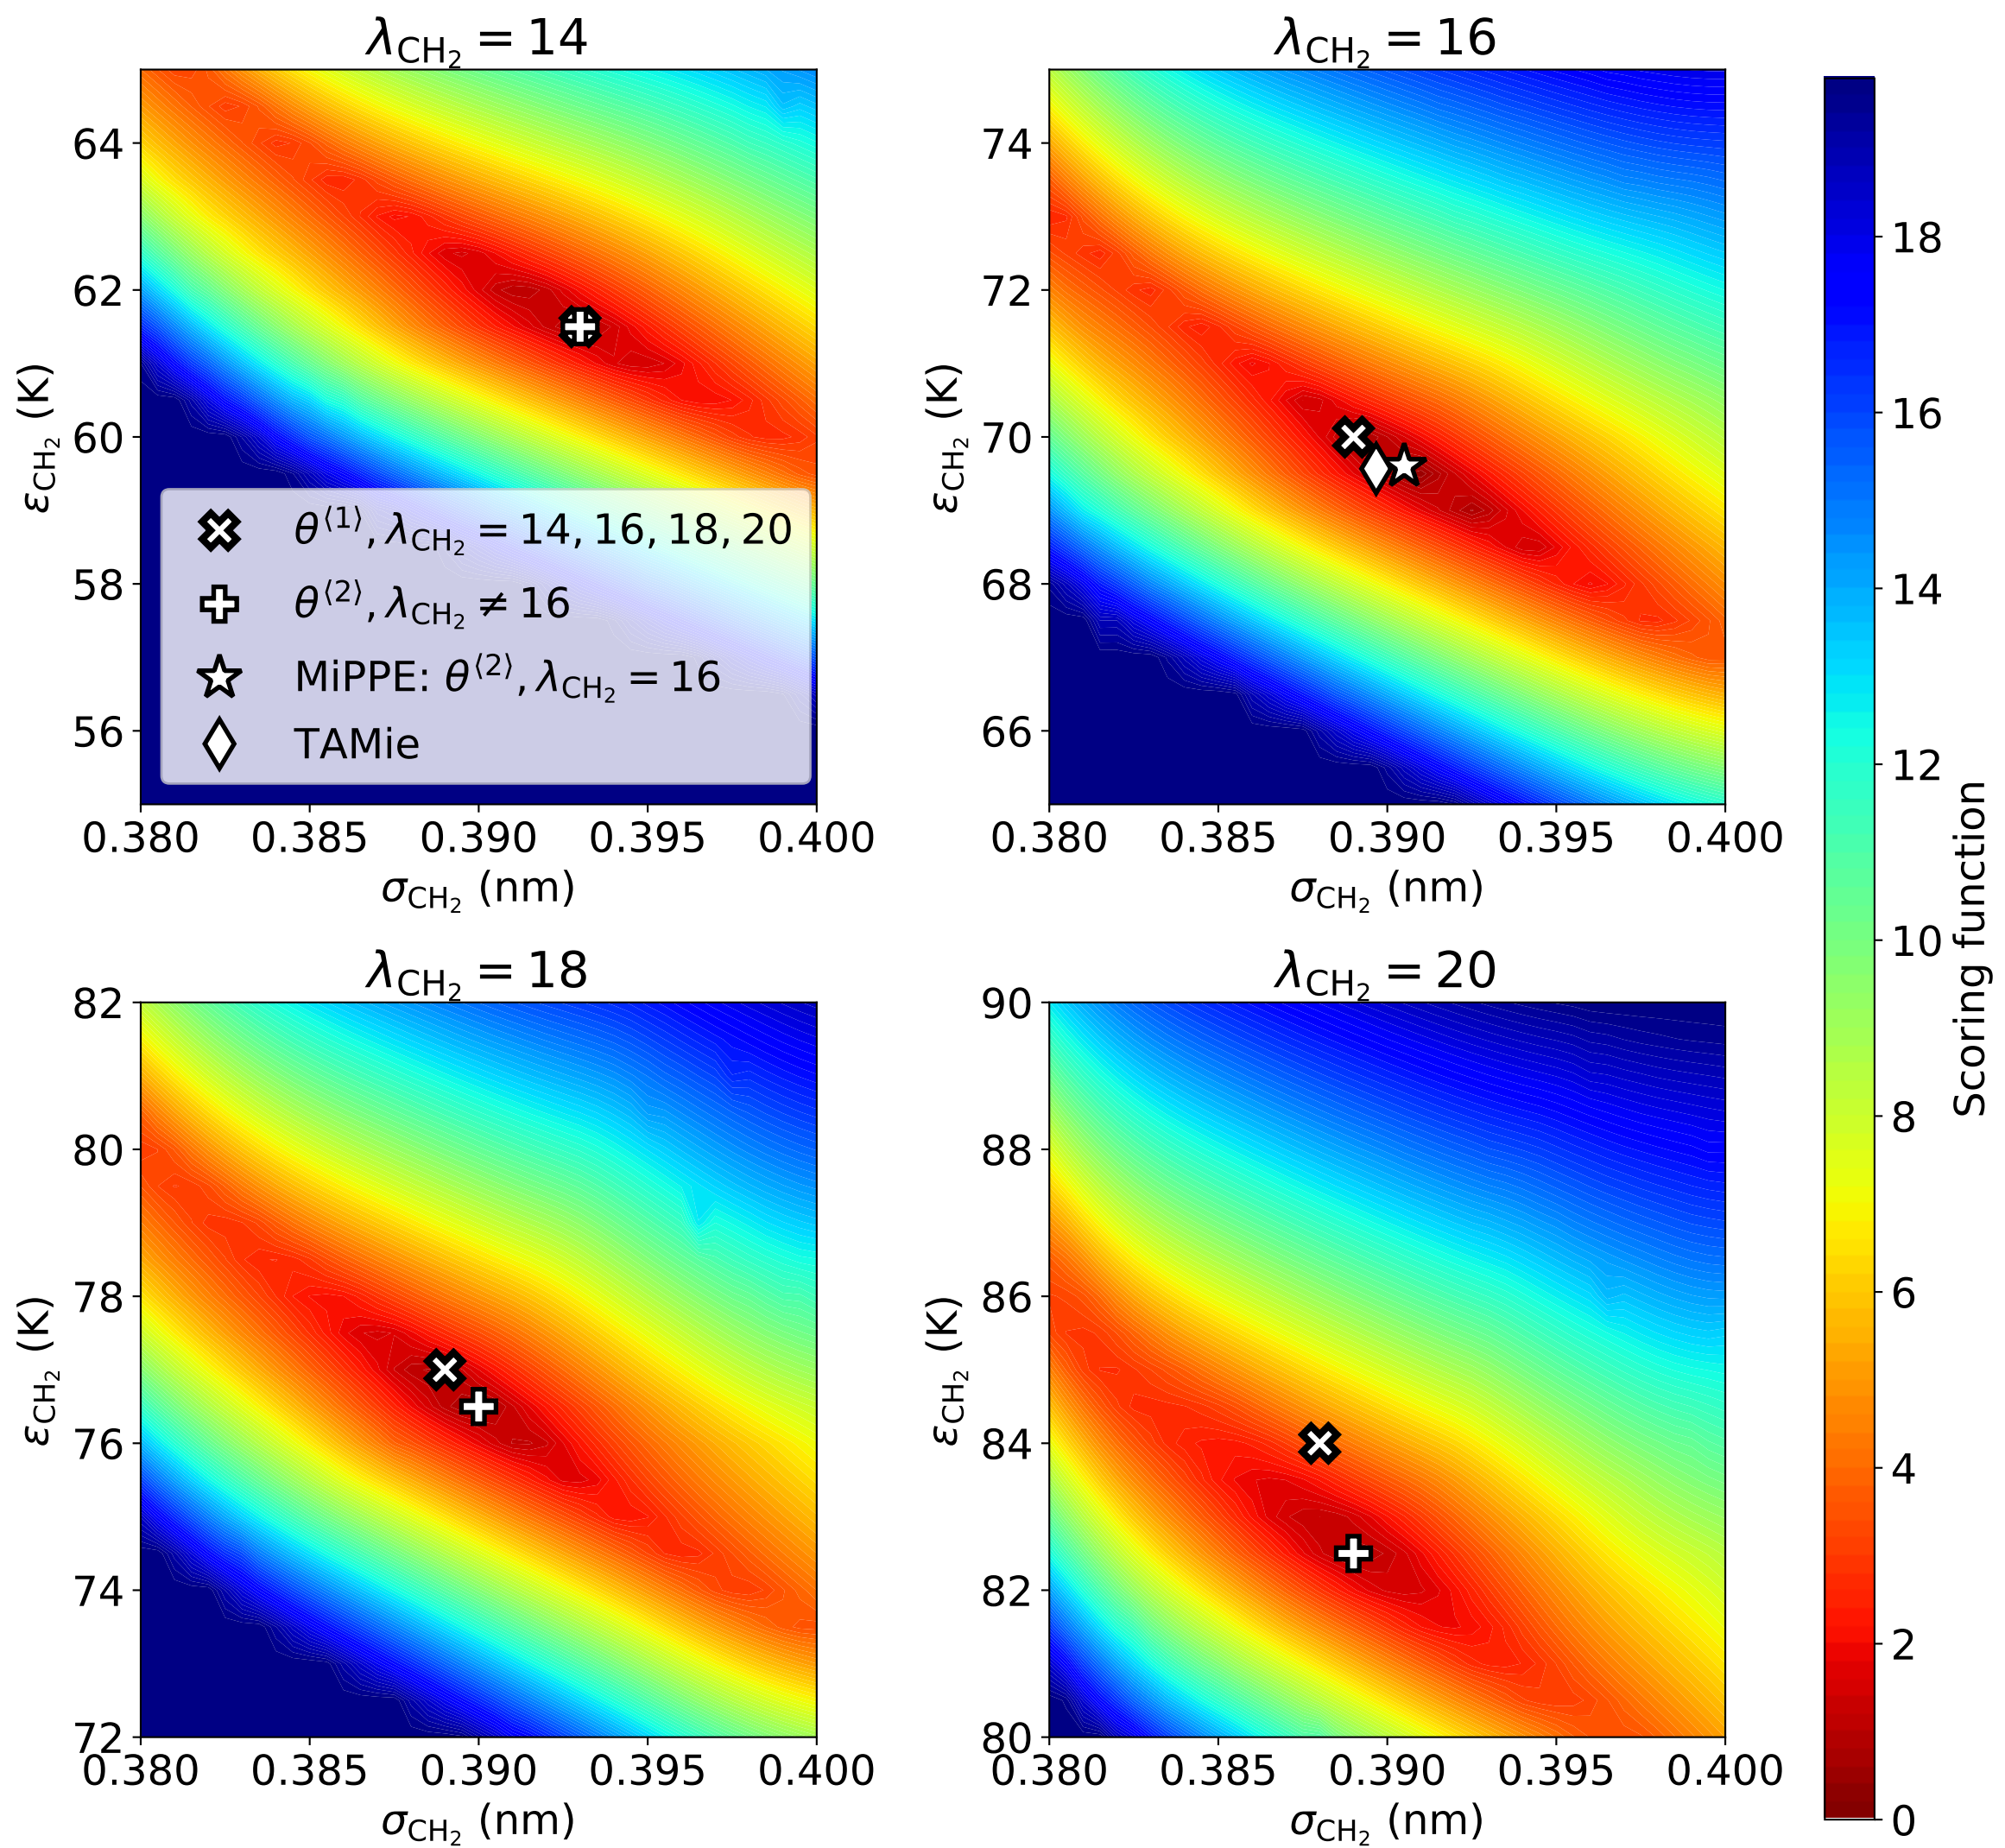 λCH₂ = 14
64
62
60
58
56
0.380 0.385 0.390 0.395 0.400
εCH₂ (K)
σCH₂ (nm)
θ⟨1⟩, λCH₂ = 14, 16, 18, 20
θ⟨2⟩, λCH₂ ≠ 16
MiPPE: θ⟨2⟩, λCH₂ = 16
TAMie
λCH₂ = 16
74
72
70
68
66
0.380 0.385 0.390 0.395 0.400
εCH₂ (K)
σCH₂ (nm)
λCH₂ = 18
82
80
78
76
74
72
0.380 0.385 0.390 0.395 0.400
εCH₂ (K)
σCH₂ (nm)
λCH₂ = 20
90
88
86
84
82
80
0.380 0.385 0.390 0.395 0.400
εCH₂ (K)
σCH₂ (nm)
18
16
14
12
10
8
6
4
2
0
Scoring function